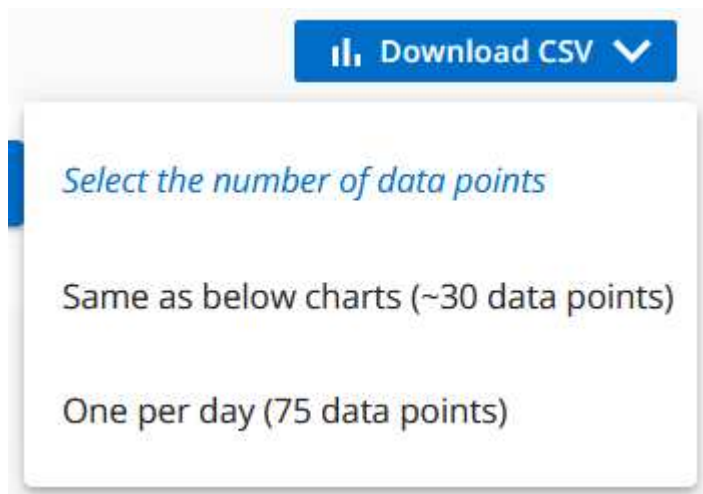 Download CSV
Select the number of data points
Same as below charts (~30 data points)
One per day (75 data points)